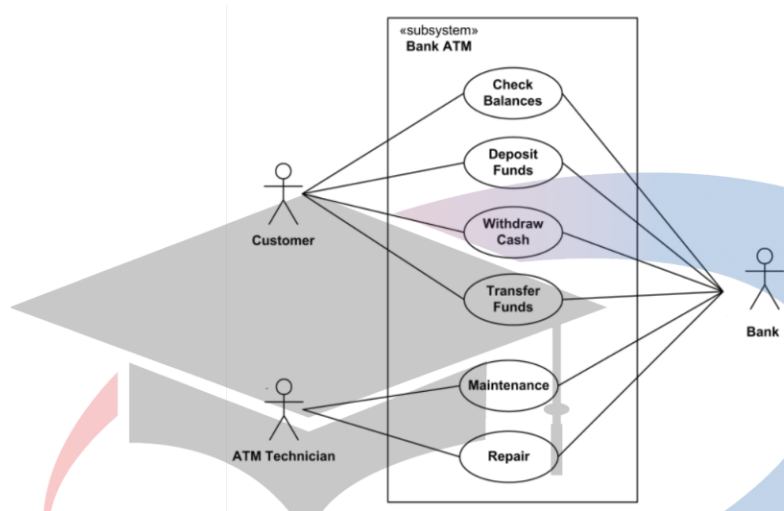 «subsystem»
Bank ATM
Check
Balances
Deposit
Funds
Customer
Withdraw
Cash
Transfer
Funds
Bank
Maintenance
ATM Technician
Repair